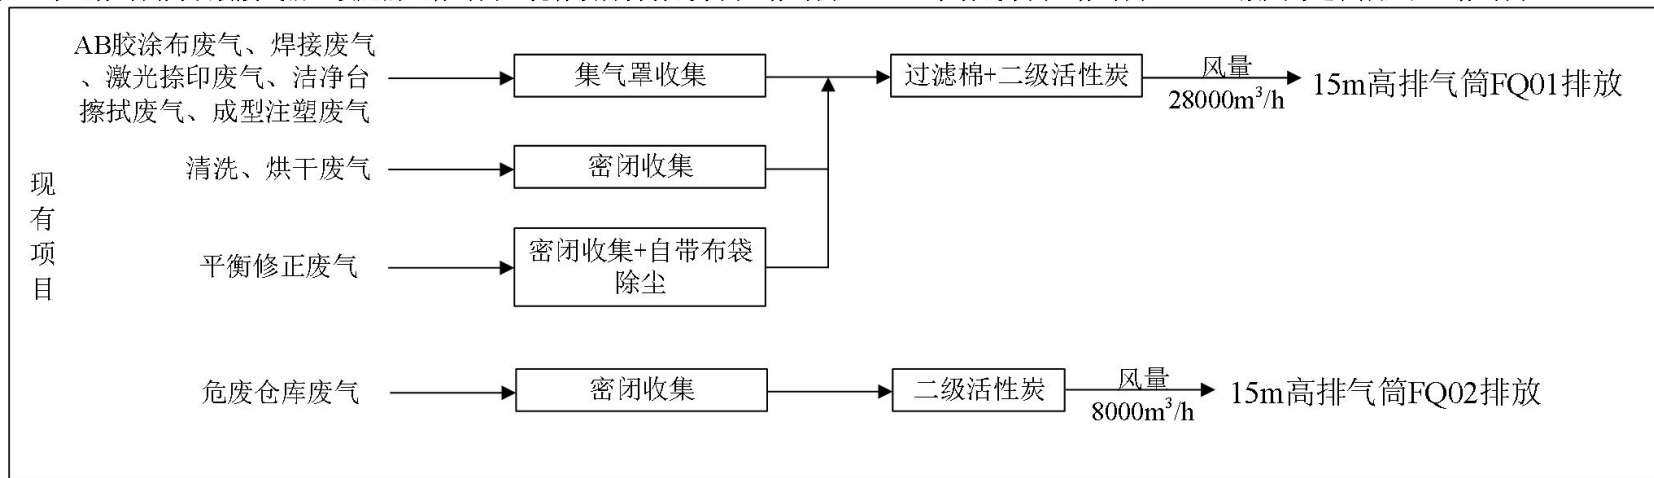 AB胶涂布废气、焊接废气
、激光捺印废气、洁净台
擦拭废气、成型注塑废气
集气罩收集
过滤棉+二级活性炭
风量
28000m³/h
15m高排气筒FQ01排放
清洗、烘干废气
密闭收集
现有项目
平衡修正废气
密闭收集+自带布袋
除尘
危废仓库废气
密闭收集
二级活性炭
风量
8000m³/h
15m高排气筒FQ02排放